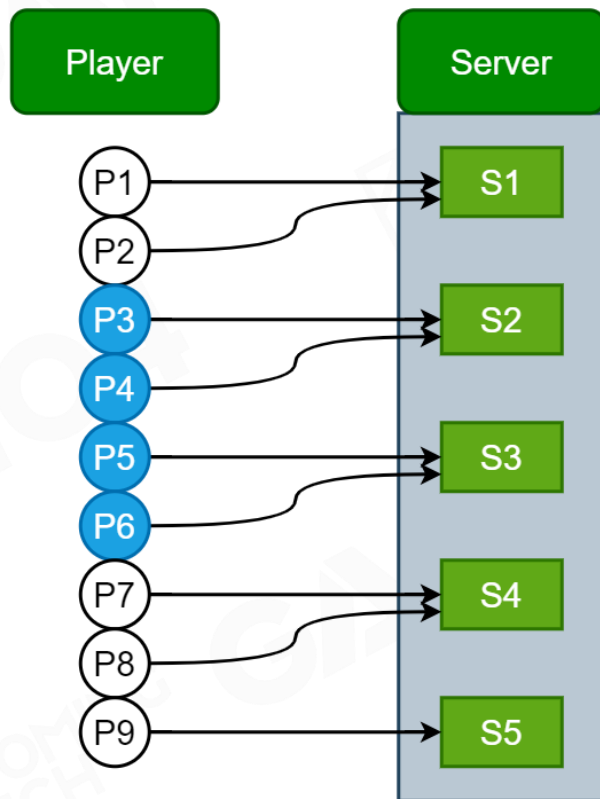 Player Server
P1 S1
P2
P3 S2
P4
P5 S3
P6
P7 S4
P8
P9 S5